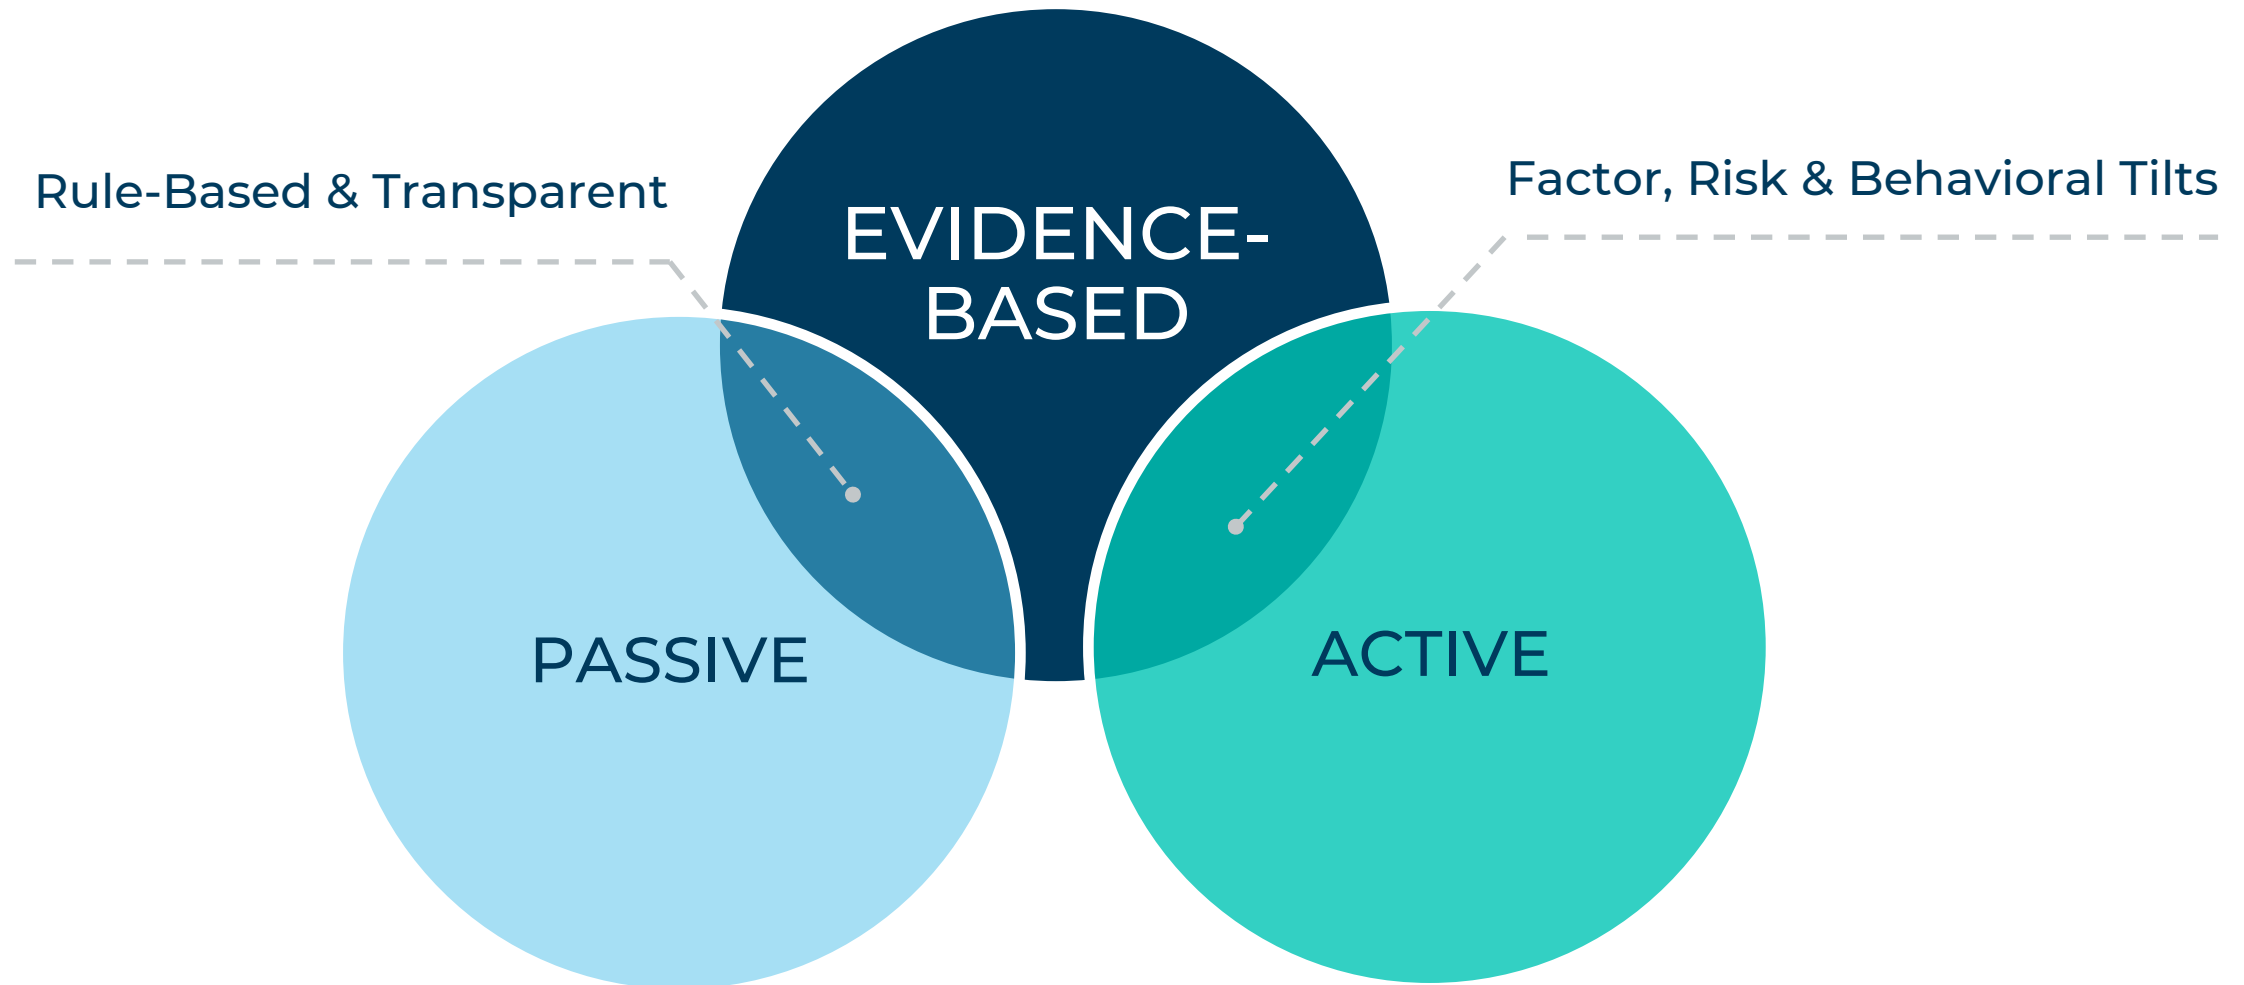 Rule-Based & Transparent
Factor, Risk & Behavioral Tilts
EVIDENCE-
BASED
PASSIVE
ACTIVE